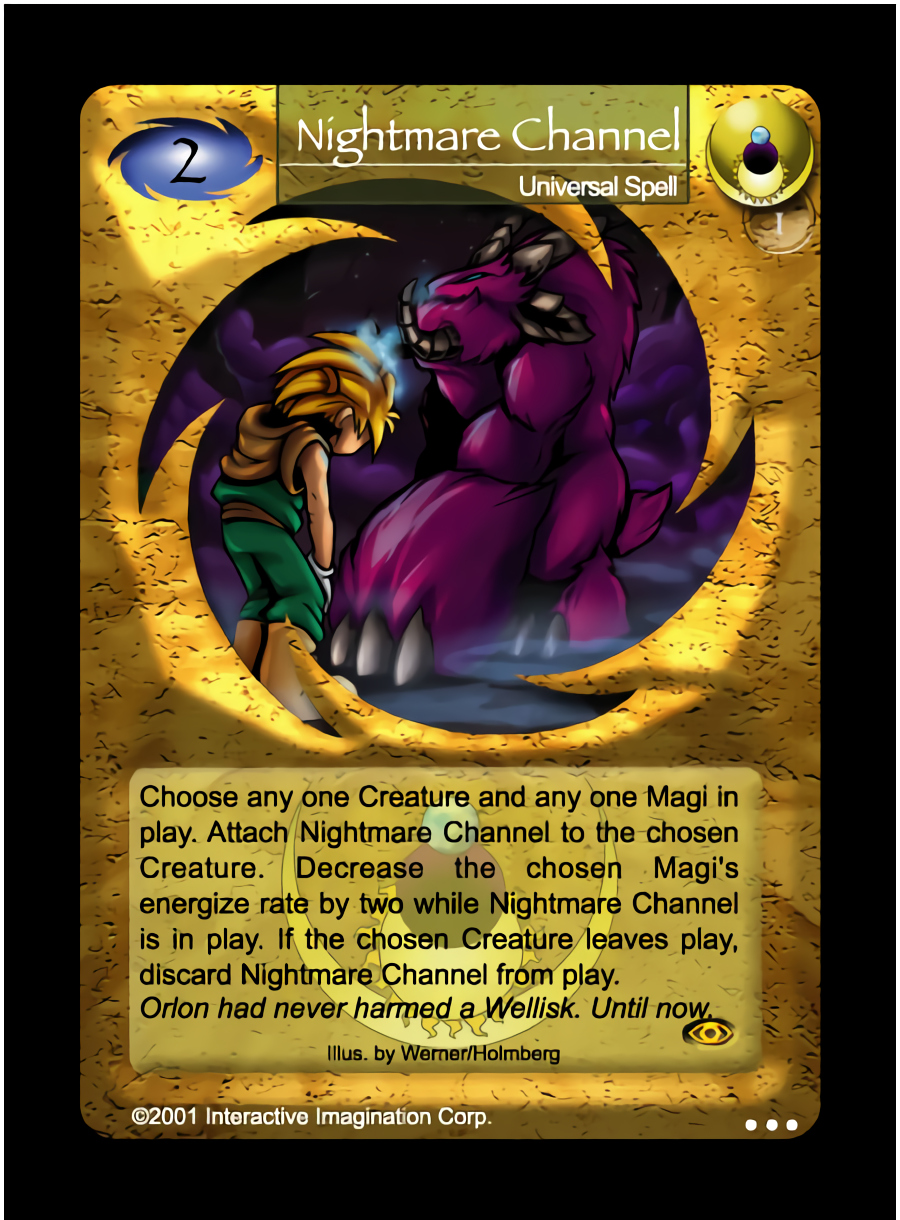 2
Nightmare Channel
Universal Spell
I
Choose any one Creature and any one Magi in
play. Attach Nightmare Channel to the chosen
Creature. Decrease the chosen Magi's
energize rate by two while Nightmare Channel
is in play. If the chosen Creature leaves play,
discard Nightmare Channel from play.
Orlon had never harmed a Wellisk. Until now.
Illus. by Werner/Holmberg
©2001 Interactive Imagination Corp.